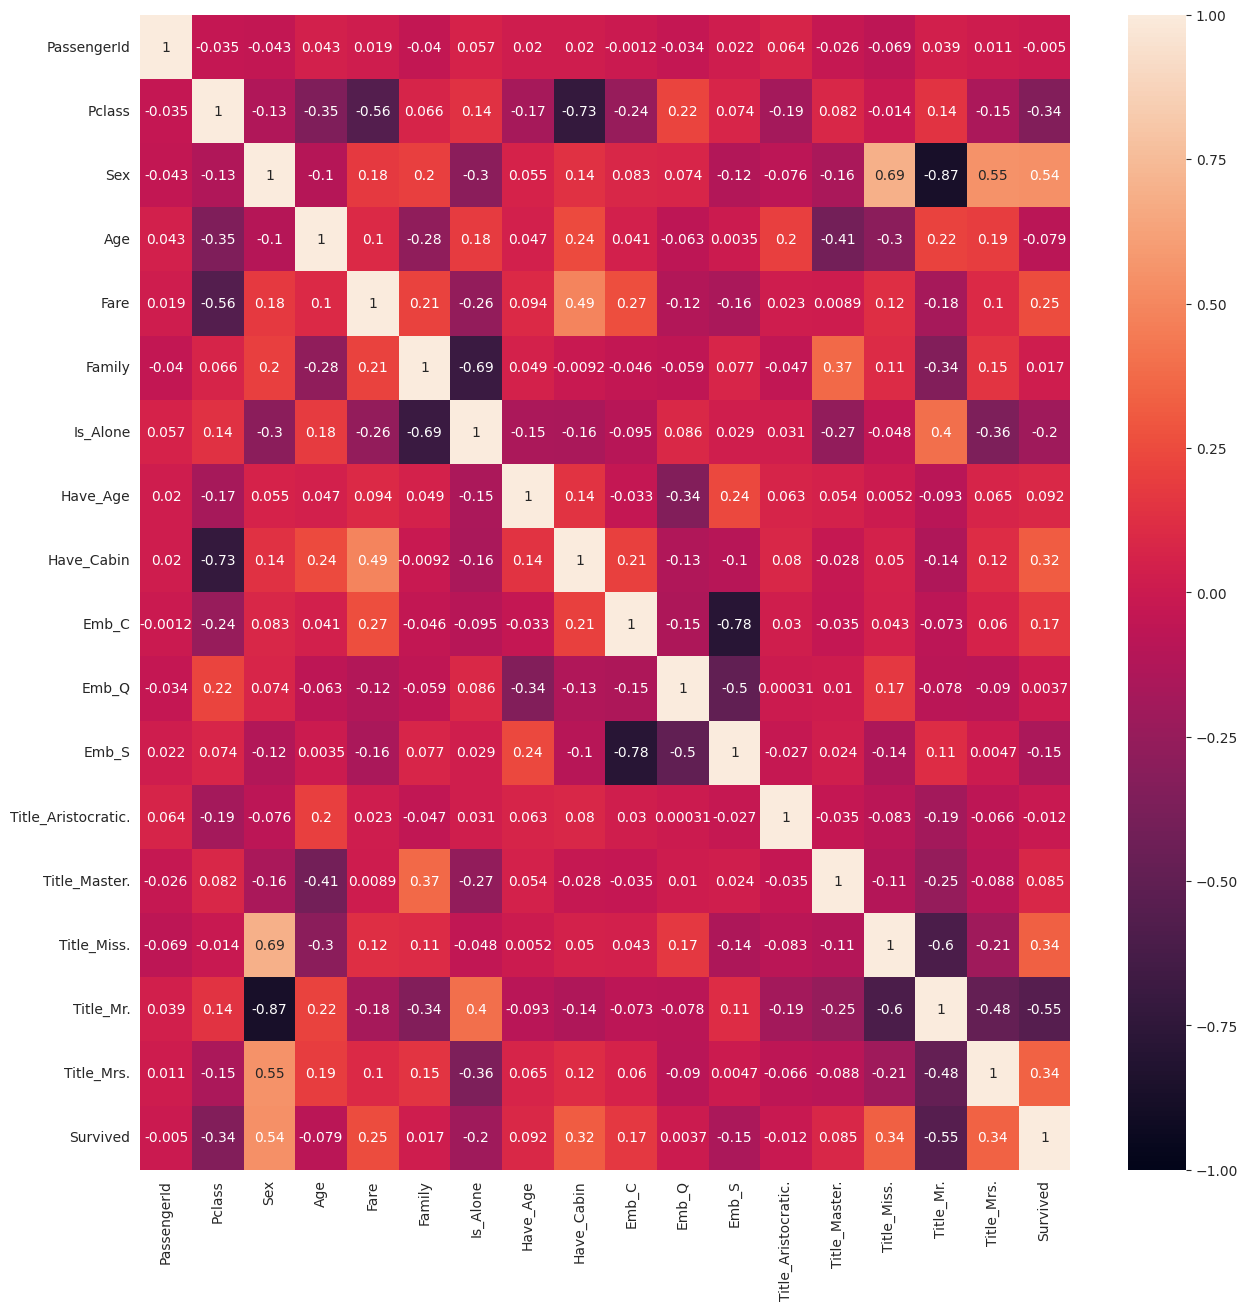 PassengerId 1 -0.035 -0.043 0.043 0.019 -0.04 0.057 0.02 0.02 -0.0012 -0.034 0.022 0.064 -0.026 -0.069 0.039 0.011 -0.005
Pclass -0.035 1 -0.13 -0.35 -0.56 0.066 0.14 -0.17 -0.73 -0.24 0.22 0.074 -0.19 0.082 -0.014 0.14 -0.15 -0.34
Sex -0.043 -0.13 1 -0.1 0.18 0.2 -0.3 0.055 0.14 0.083 0.074 -0.12 -0.076 -0.16 0.69 -0.87 0.55 0.54
Age 0.043 -0.35 -0.1 1 0.1 -0.28 0.18 0.047 0.24 0.041 -0.063 0.0035 0.2 -0.41 -0.3 0.22 0.19 -0.079
Fare 0.019 -0.56 0.18 0.1 1 0.21 -0.26 0.094 0.49 0.27 -0.12 -0.16 0.023 0.0089 0.12 -0.18 0.1 0.25
Family -0.04 0.066 0.2 -0.28 0.21 1 -0.69 0.049 -0.0092 -0.046 -0.059 0.077 -0.047 0.37 0.11 -0.34 0.15 0.017
Is_Alone 0.057 0.14 -0.3 0.18 -0.26 -0.69 1 -0.15 -0.16 -0.095 0.086 0.029 0.031 -0.27 -0.048 0.4 -0.36 -0.2
Have_Age 0.02 -0.17 0.055 0.047 0.094 0.049 -0.15 1 0.14 -0.033 -0.34 0.24 0.063 0.054 0.0052 -0.093 0.065 0.092
Have_Cabin 0.02 -0.73 0.14 0.24 0.49 -0.0092 -0.16 0.14 1 0.21 -0.13 -0.1 0.08 -0.028 0.05 -0.14 0.12 0.32
Emb_C -0.0012 -0.24 0.083 0.041 0.27 -0.046 -0.095 -0.033 0.21 1 -0.15 -0.78 0.03 -0.035 0.043 -0.073 0.06 0.17
Emb_Q -0.034 0.22 0.074 -0.063 -0.12 -0.059 0.086 -0.34 -0.13 -0.15 1 -0.5 0.00031 0.01 0.17 -0.078 -0.09 0.0037
Emb_S 0.022 0.074 -0.12 0.0035 -0.16 0.077 0.029 0.24 -0.1 -0.78 -0.5 1 -0.027 0.024 -0.14 0.11 0.0047 -0.15
Title_Aristocratic. 0.064 -0.19 -0.076 0.2 0.023 -0.047 0.031 0.063 0.08 0.03 0.00031 -0.027 1 -0.035 -0.083 -0.19 -0.066 -0.012
Title_Master. -0.026 0.082 -0.16 -0.41 0.0089 0.37 -0.27 0.054 -0.028 -0.035 0.01 0.024 -0.035 1 -0.11 -0.25 -0.088 0.085
Title_Miss. -0.069 -0.014 0.69 -0.3 0.12 0.11 -0.048 0.0052 0.05 0.043 0.17 -0.14 -0.083 -0.11 1 -0.6 -0.21 0.34
Title_Mr. 0.039 0.14 -0.87 0.22 -0.18 -0.34 0.4 -0.093 -0.14 -0.073 -0.078 0.11 -0.19 -0.25 -0.6 1 -0.48 -0.55
Title_Mrs. 0.011 -0.15 0.55 0.19 0.1 0.15 -0.36 0.065 0.12 0.06 -0.09 0.0047 -0.066 -0.088 -0.21 -0.48 1 0.34
Survived -0.005 -0.34 0.54 -0.079 0.25 0.017 -0.2 0.092 0.32 0.17 0.0037 -0.15 -0.012 0.085 0.34 -0.55 0.34 1
PassengerId
Pclass
Sex
Age
Fare
Family
Is_Alone
Have_Age
Have_Cabin
Emb_C
Emb_Q
Emb_S
Title_Aristocratic.
Title_Master.
Title_Miss.
Title_Mr.
Title_Mrs.
Survived
1.00
0.75
0.50
0.25
0.00
−0.25
−0.50
−0.75
−1.00